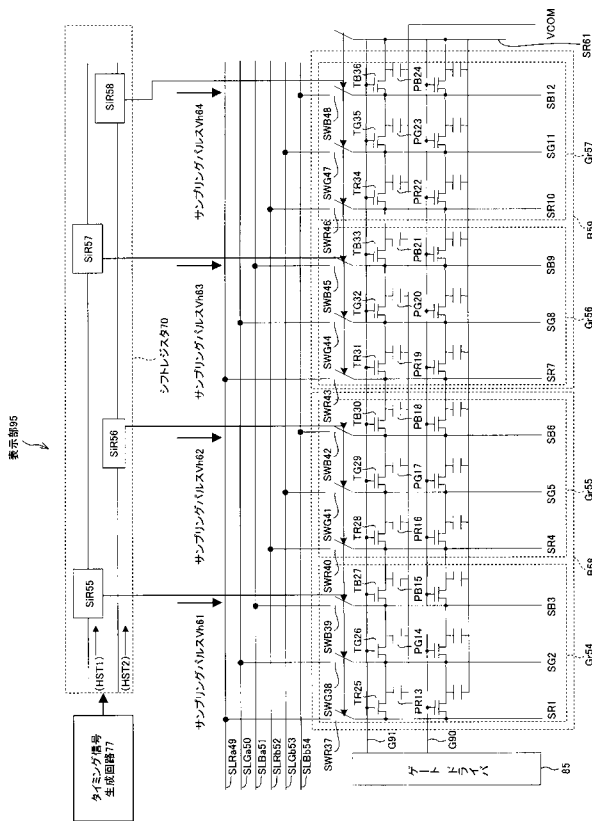 表示部95
タイミング信号
生成回路77
(HST1)
(HST2)
SiR55
SiR56
SiR57
SiR58
シフトレジスタ70
サンプリングパルスVh61
サンプリングパルスVh62
サンプリングパルスVh63
サンプリングパルスVh64
SLRa49
SLGa50
SLBa51
SLRb52
SLGb53
SLBb54
SWR37
SWG38
SWB39
SWR40
SWG41
SWB42
SWR43
SWG44
SWB45
SWR46
SWG47
SWB48
TR25
TG26
TB27
TR28
TG29
TB30
TR31
TG32
TB33
TR34
TG35
TB36
G91
G90
PR13
PG14
PB15
PR16
PG17
PB18
PR19
PG20
PB21
PR22
PG23
PB24
VCOM
SR61
ゲートドライバ
85
SR1
SG2
SB3
SR4
SG5
SB6
SR7
SG8
SB9
SR10
SG11
SB12
Gr54
B58
Gr55
Gr56
B59
Gr57